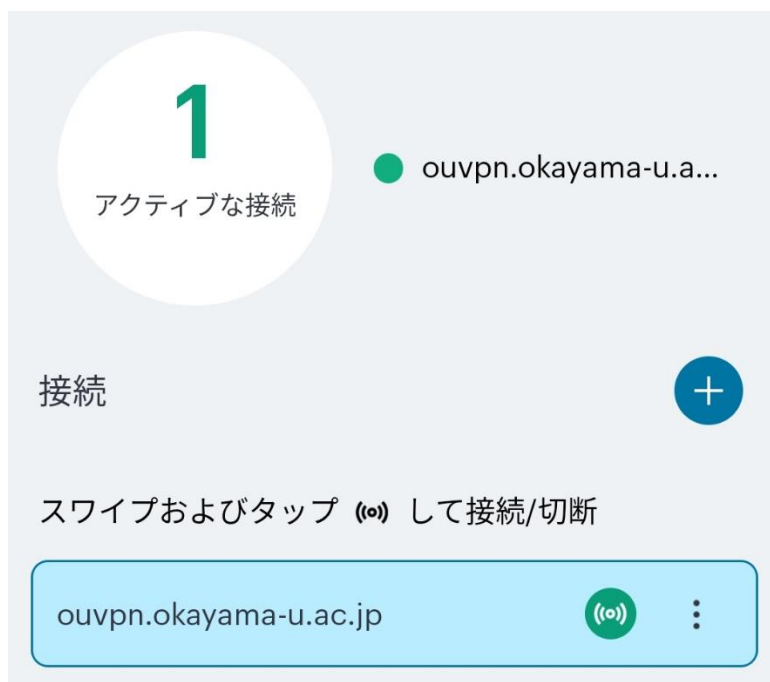 1
アクティブな接続
ouvpn.okayama-u.a...
接続
スワイプおよびタップ して接続/切断
ouvpn.okayama-u.ac.jp